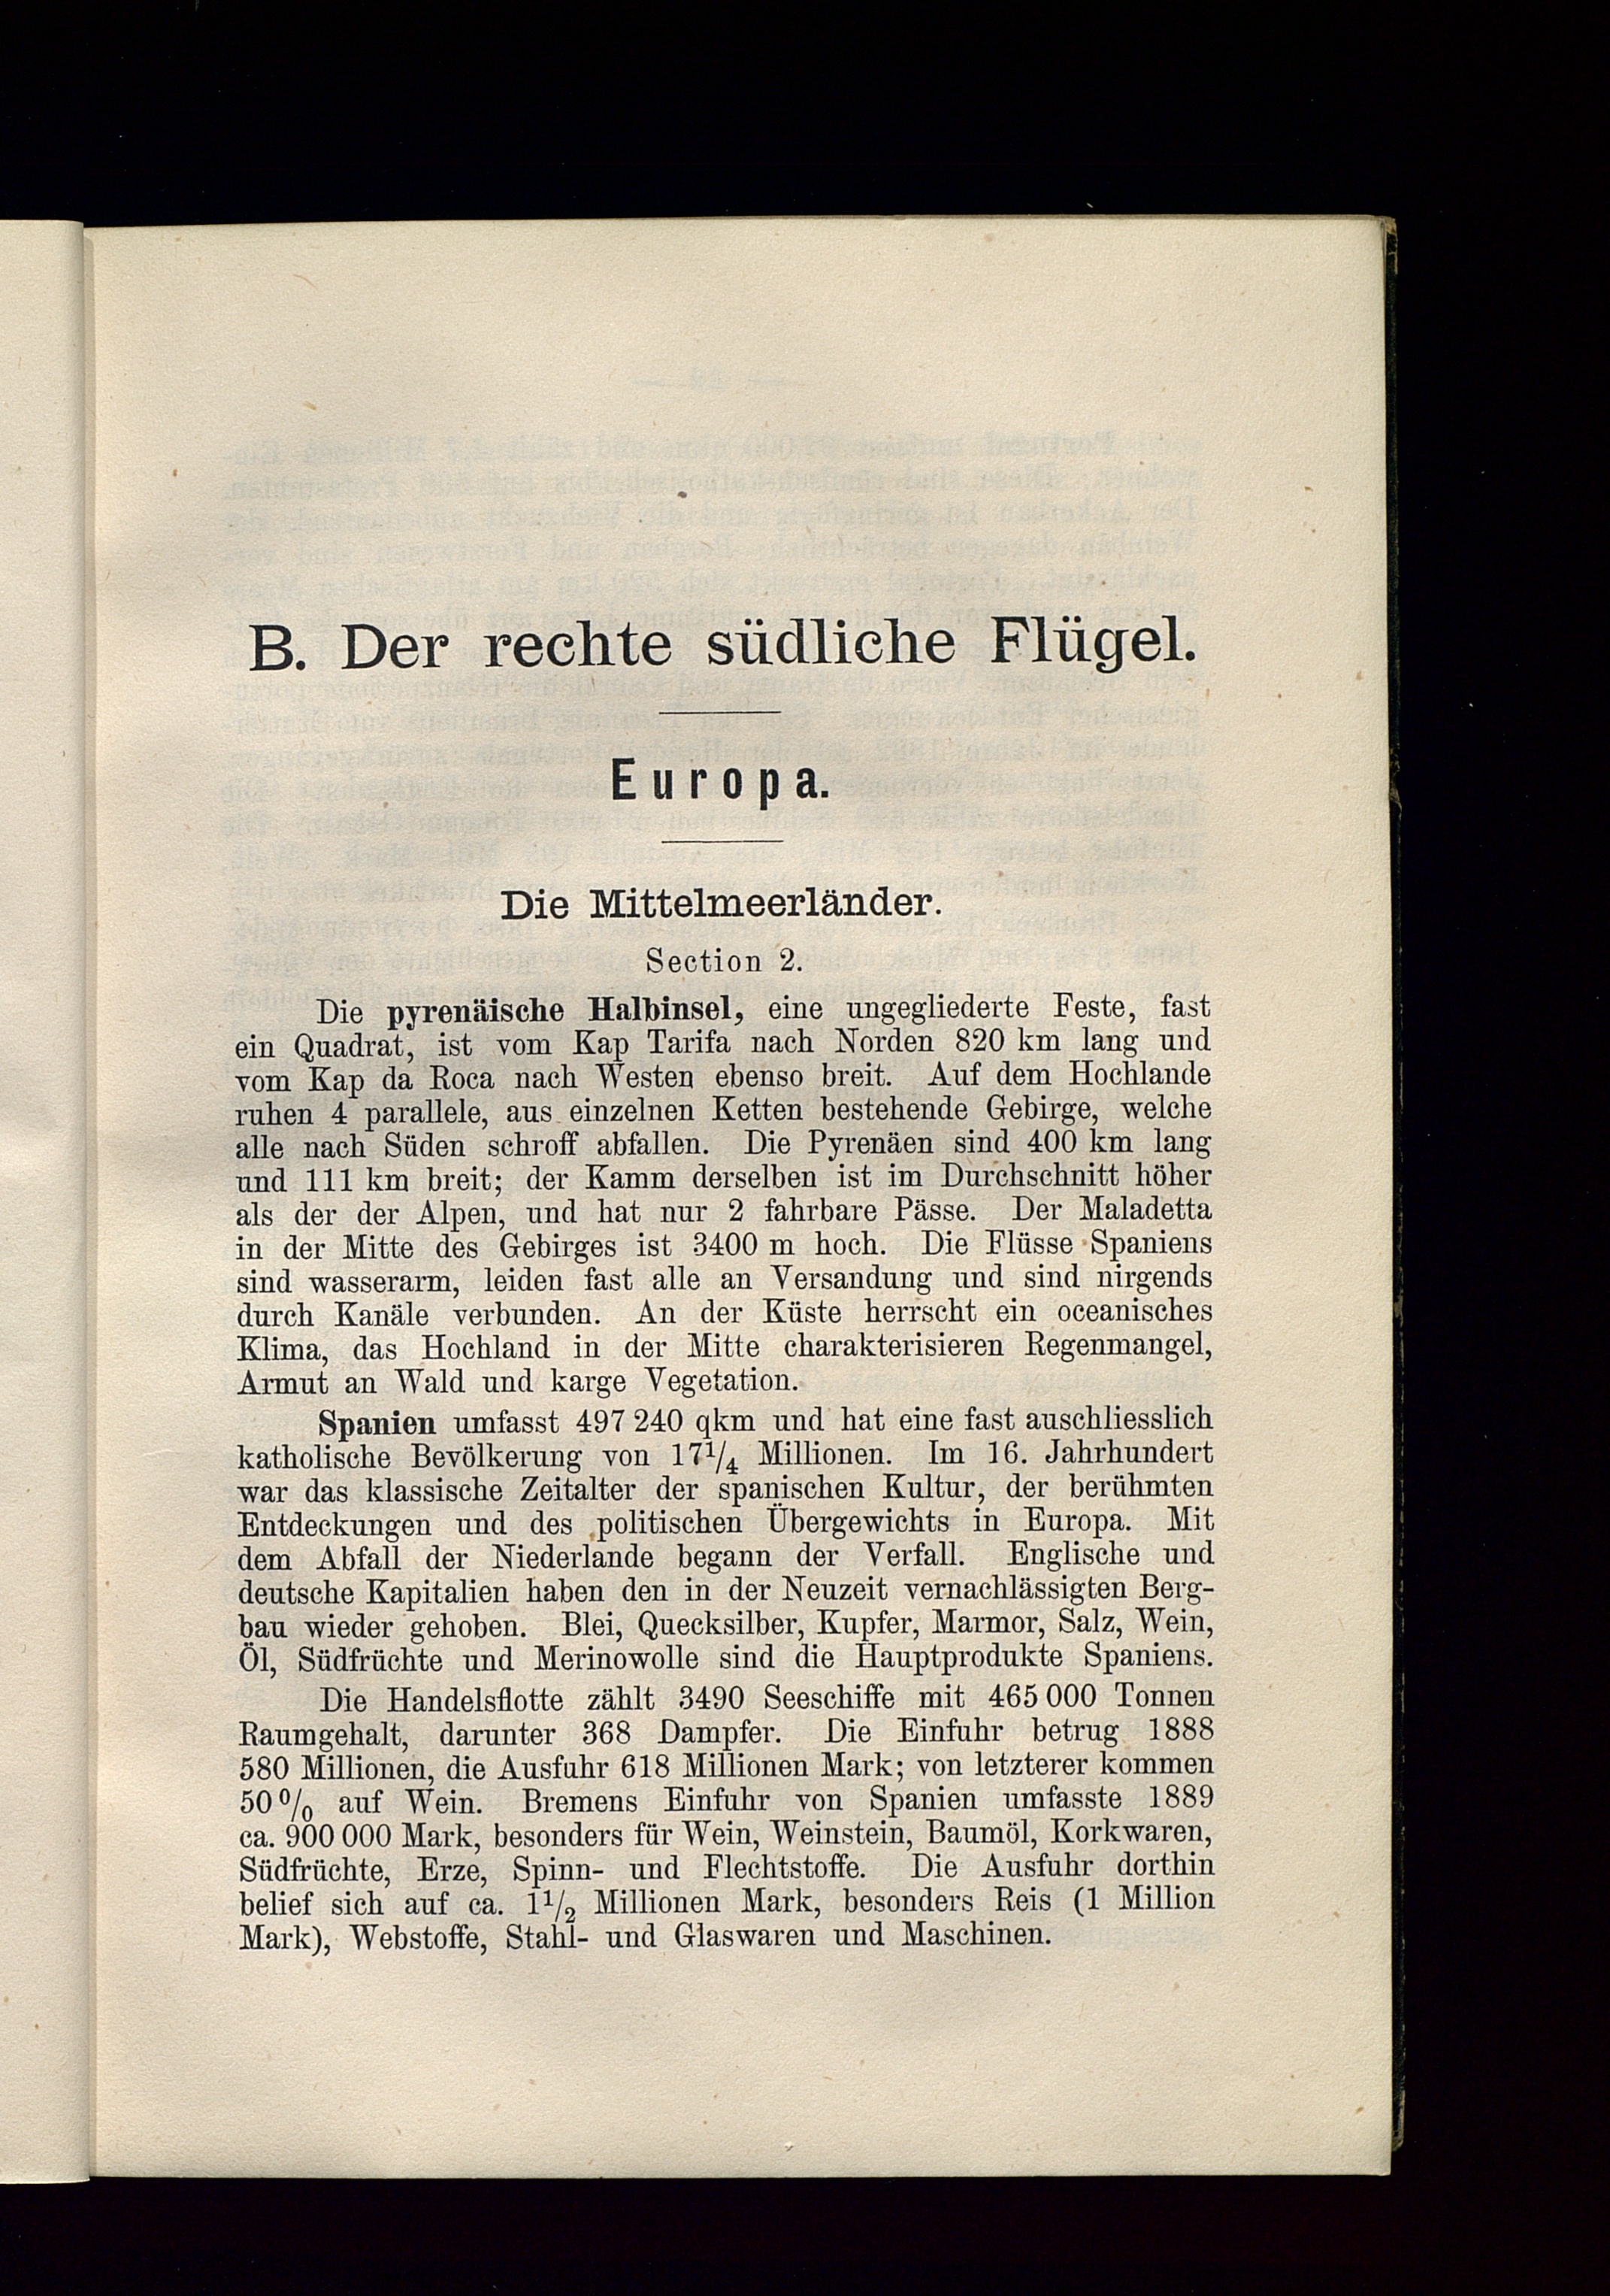 B. Der rechte südliche Flügel.
Europa.
Die Mittelmeerländer.
Section 2.
Die pyrenäische Halbinsel, eine ungegliederte Feste, fast
ein Quadrat, ist vom Kap Tarifa nach Norden 820 km lang und
vom Kap da Roca nach Westen ebenso breit. Auf dem Hochlande
ruhen 4 parallele, aus einzelnen Ketten bestehende Gebirge, welche
alle nach Süden schroff abfallen. Die Pyrenäen sind 400 km lang
und 111 km breit; der Kamm derselben ist im Durchschnitt höher
als der der Alpen, und hat nur 2 fahrbare Pässe. Der Maladetta
in der Mitte des Gebirges ist 3400 m hoch. Die Flüsse Spaniens
sind wasserarm, leiden fast alle an Versandung und sind nirgends
durch Kanäle verbunden. An der Küste herrscht ein oceanisches
Klima, das Hochland in der Mitte charakterisieren Regenmangel,
Armut an Wald und karge Vegetation.
Spanien umfasst 497 240 qkm und hat eine fast auschliesslich
katholische Bevölkerung von 17 1/4 Millionen. Im 16. Jahrhundert
war das klassische Zeitalter der spanischen Kultur, der berühmten
Entdeckungen und des politischen Übergewichts in Europa. Mit
dem Abfall der Niederlande begann der Verfall. Englische und
deutsche Kapitalien haben den in der Neuzeit vernachlässigten Berg-
bau wieder gehoben. Blei, Quecksilber, Kupfer, Marmor, Salz, Wein,
Öl, Südfrüchte und Merinowolle sind die Hauptprodukte Spaniens.
Die Handelsflotte zählt 3490 Seeschiffe mit 465 000 Tonnen
Raumgehalt, darunter 368 Dampfer. Die Einfuhr betrug 1888
580 Millionen, die Ausfuhr 618 Millionen Mark; von letzterer kommen
50 % auf Wein. Bremens Einfuhr von Spanien umfasste 1889
ca. 900 000 Mark, besonders für Wein, Weinstein, Baumöl, Korkwaren,
Südfrüchte, Erze, Spinn- und Flechtstoffe. Die Ausfuhr dorthin
belief sich auf ca. 1 1/2 Millionen Mark, besonders Reis (1 Million
Mark), Webstoffe, Stahl- und Glaswaren und Maschinen.